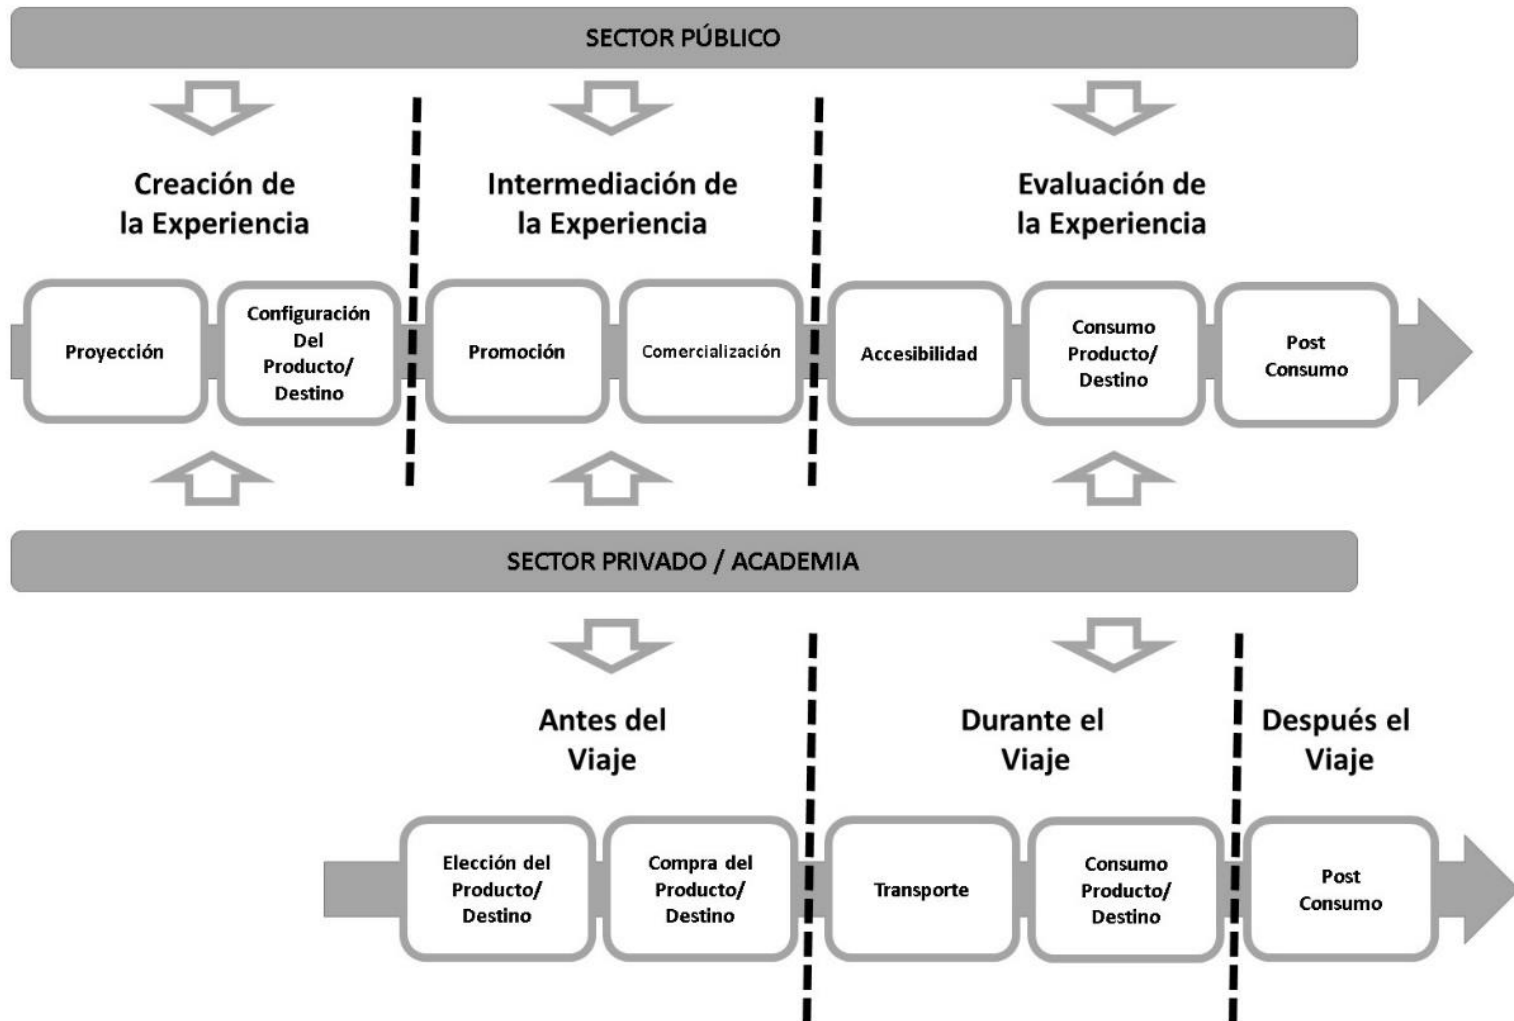 SECTOR PÚBLICO
Creación de
la Experiencia
Intermediación de
la Experiencia
Evaluación de
la Experiencia
Proyección
Configuración
Del
Producto/
Destino
Promoción
Comercialización
Accesibilidad
Consumo
Producto/
Destino
Post
Consumo
SECTOR PRIVADO / ACADEMIA
Antes del
Viaje
Durante el
Viaje
Después el
Viaje
Elección del
Producto/
Destino
Compra del
Producto/
Destino
Transporte
Consumo
Producto/
Destino
Post
Consumo